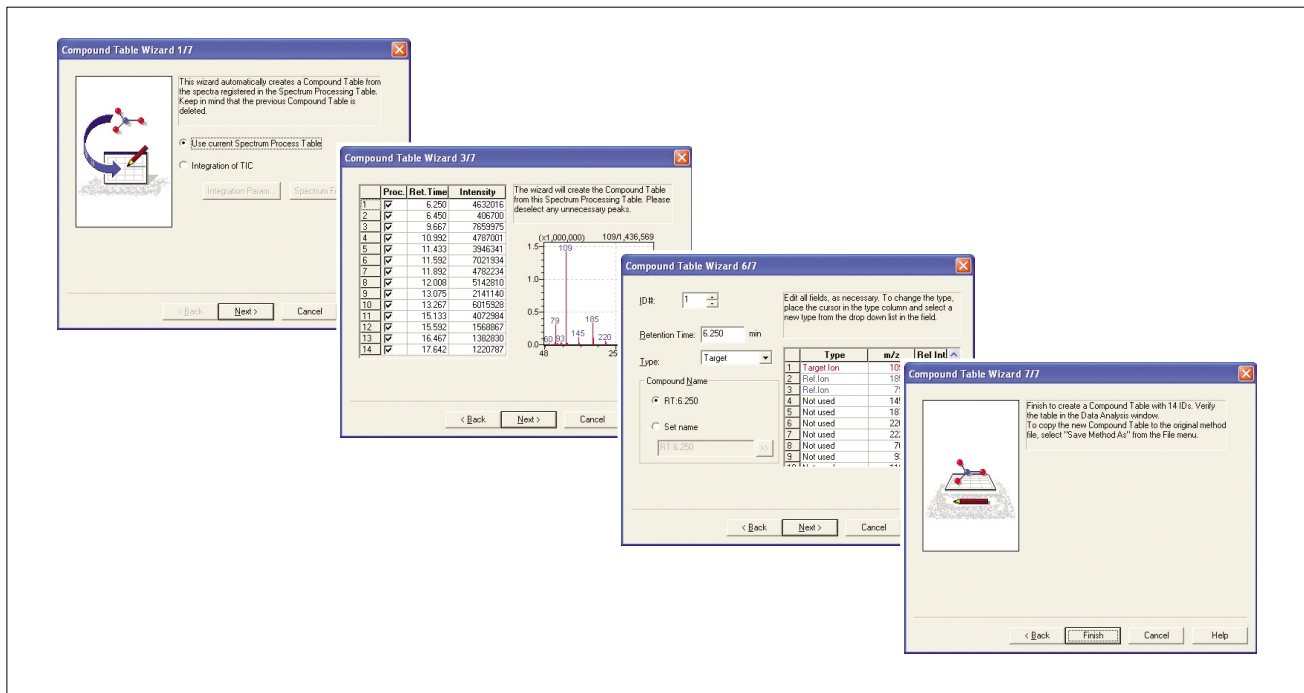 Compound Table Wizard 1/7
This wizard automatically creates a Compound Table from
the spectra registered in the Spectrum Processing Table.
Keep in mind that the previous Compound Table is
deleted.
Use current Spectrum Process Table
Integration of TIC
Integration Param... Spectrum
< Back Next > Cancel
Compound Table Wizard 3/7
Proc. Ret.Time Intensity
1 6.250 4632016
2 6.450 406700
3 9.667 7659975
4 10.992 4787001
5 11.433 3946341
6 11.592 7021934
7 11.892 4782234
8 12.008 5142810
9 13.075 2141140
10 13.267 6015928
11 15.133 4072984
12 15.592 1568867
13 16.467 1382830
14 17.642 1220787
The wizard will create the Compound Table
from this Spectrum Processing Table. Please
deselect any unnecessary peaks.
(x1,000,000) 109/1,436,569
1.5
109
1.0
0.5
79 185
60 93 145 220
0.0
48 25
< Back Next > Cancel
Compound Table Wizard 6/7
ID#: 1
Retention Time: 6.250 min
Type: Target
Compound Name
RT:6.250
Set name
RT:6.250 >>
Edit all fields, as necessary. To change the type,
place the cursor in the type column and select a
new type from the drop down list in the field.
Type m/z Rel Int
1 Target Ion
2 Ref.Ion
3 Ref.Ion
4 Not used
5 Not used
6 Not used
7 Not used
8 Not used
9 Not used
< Back Next > Cancel
Compound Table Wizard 7/7
Finish to create a Compound Table with 14 IDs. Verify
the table in the Data Analysis window.
To copy the new Compound Table to the original method
file, select "Save Method As" from the File menu.
< Back Finish Cancel Help